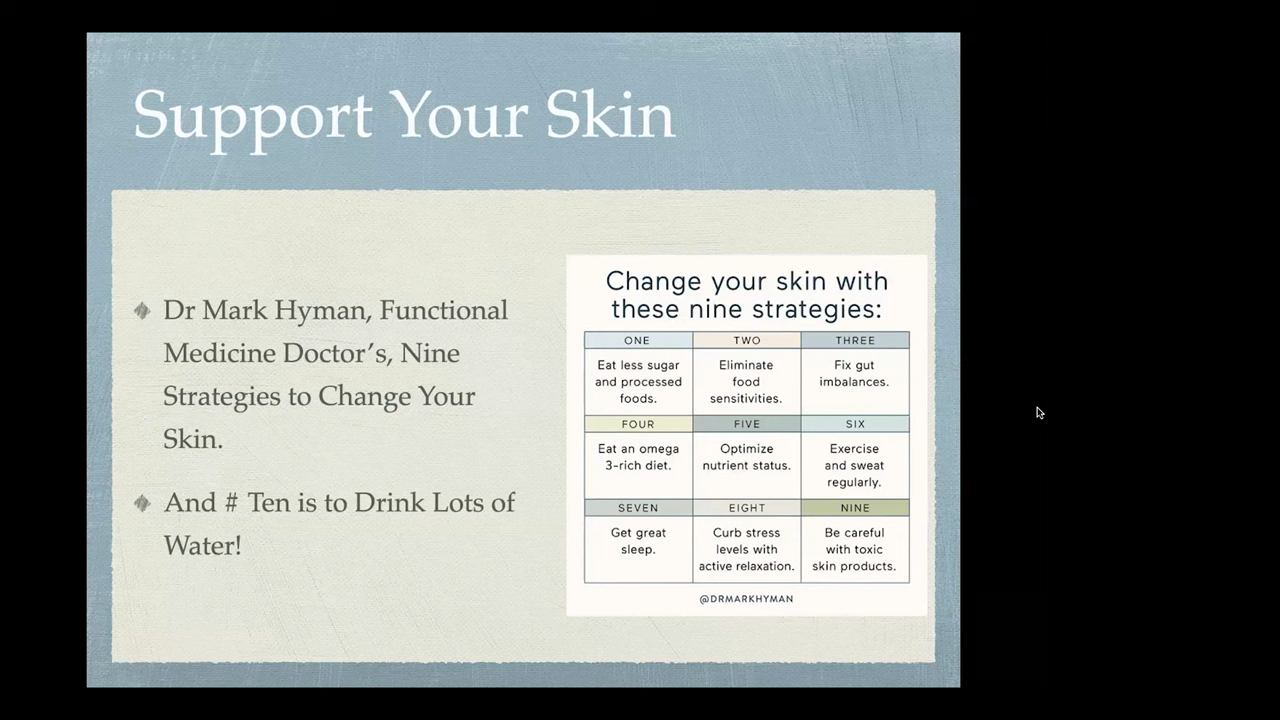 Support Your Skin
Dr Mark Hyman, Functional
Medicine Doctor's, Nine
Strategies to Change Your
Skin.
And # Ten is to Drink Lots of
Water!
Change your skin with
these nine strategies:
ONE
Eat less sugar
and processed
foods.
TWO
Eliminate
food
sensitivities.
THREE
Fix gut
imbalances.
FOUR
Eat an omega
3-rich diet.
FIVE
Optimize
nutrient status.
SIX
Exercise
and sweat
regularly.
SEVEN
Get great
sleep.
EIGHT
Curb stress
levels with
active relaxation.
NINE
Be careful
with toxic
skin products.
@DRMARKHYMAN